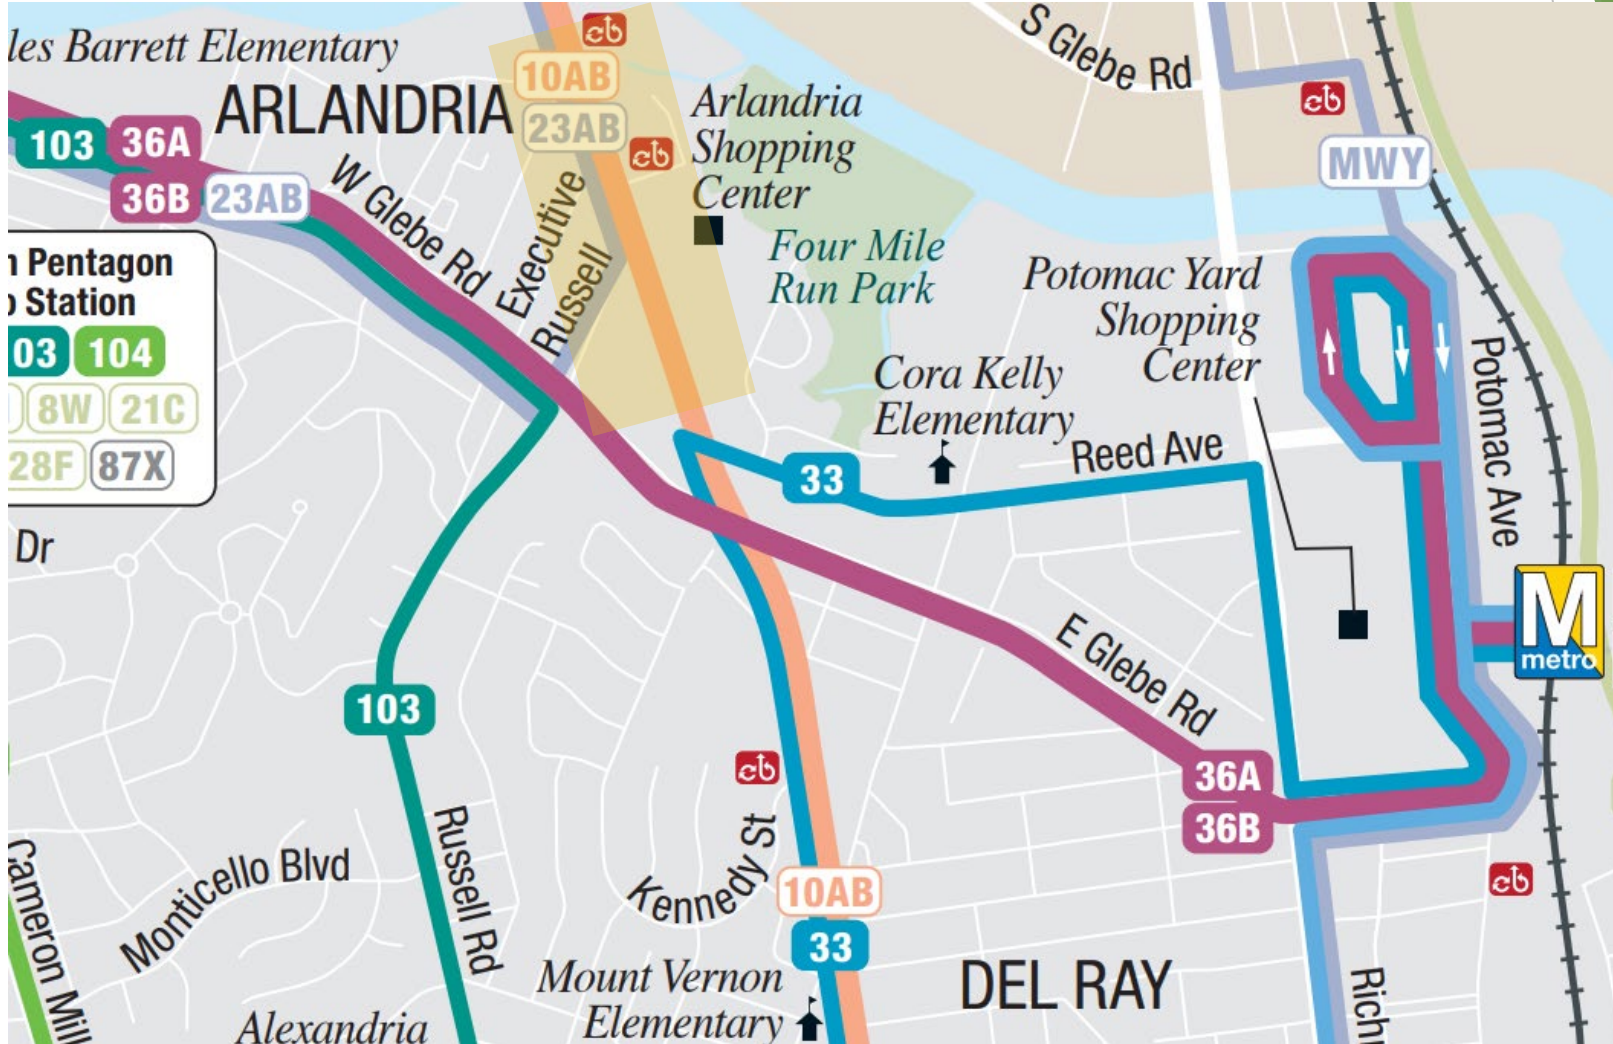 les Barrett Elementary
ARLANDRIA
10AB
23AB
103
36A
36B
23AB
W Glebe Rd
Executive
Russell
Arlandria
Shopping
Center
Four Mile
Run Park
S Glebe Rd
MWY
n Pentagon
o Station
03
104
8W
21C
28F
87X
Potomac Yard
Shopping
Center
Cora Kelly
Elementary
Reed Ave
Potomac Ave
33
Dr
M
metro
E Glebe Rd
103
36A
36B
Russell Rd
Monticello Blvd
Cameron Mill
Kennedy St
10AB
33
Mount Vernon
Elementary
DEL RAY
Alexandria
Richm